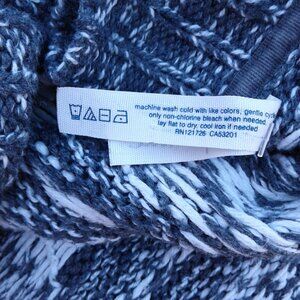 machine wash cold with like colors, gentle cycle
only non-chlorine bleach when needed
lay flat to dry. cool iron if needed
RN121726 CA53201